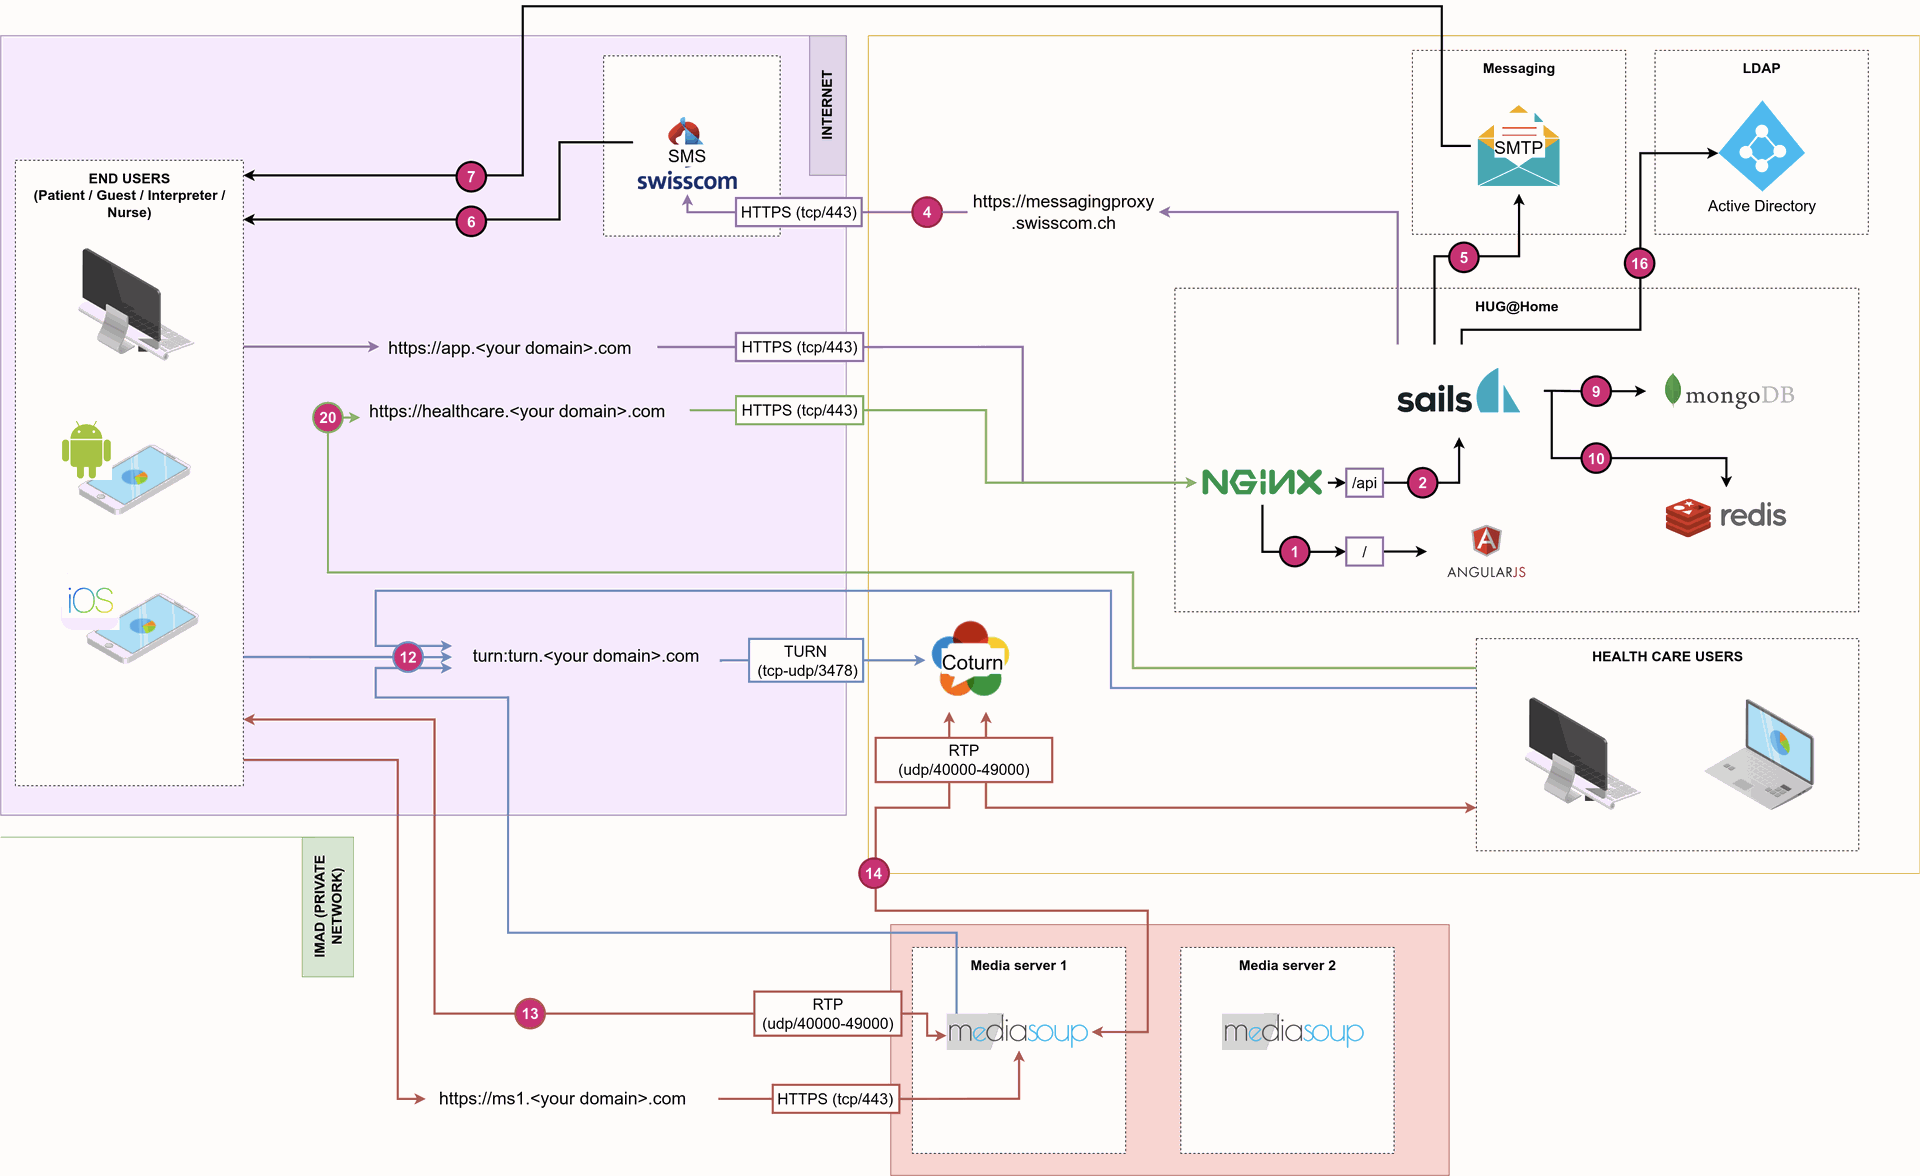 INTERNET
Messaging
LDAP
SMS
swisscom
SMTP
Active Directory
END USERS
(Patient / Guest / Interpreter /
Nurse)
7
6
HTTPS (tcp/443)
4
https://messagingproxy
.swisscom.ch
5
16
HUG@Home
https://app.<your domain>.com
HTTPS (tcp/443)
20
https://healthcare.<your domain>.com
HTTPS (tcp/443)
sails
9
mongoDB
10
redis
NGINX
/api
2
1
/
ANGULARJS
iOS
12
turn:turn.<your domain>.com
TURN
(tcp-udp/3478)
Coturn
HEALTH CARE USERS
RTP
(udp/40000-49000)
IMAD (PRIVATE
NETWORK)
14
Media server 1
Media server 2
13
RTP
(udp/40000-49000)
mediasoup
mediasoup
https://ms1.<your domain>.com
HTTPS (tcp/443)